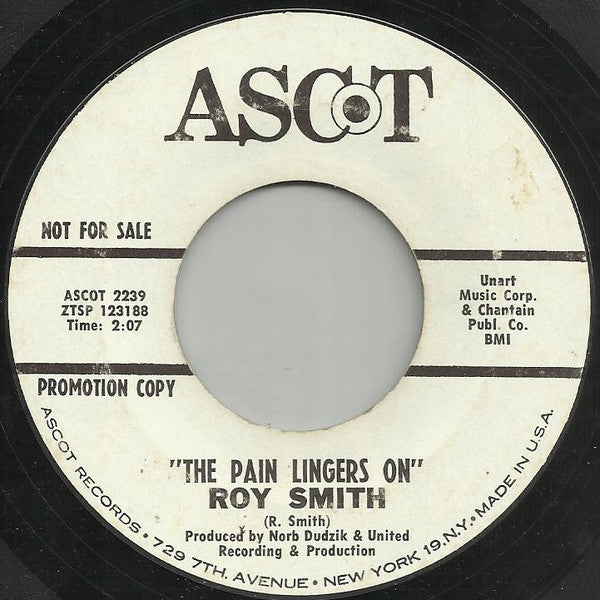 ASCOT
NOT FOR SALE
ASCOT 2239
ZTSP 123188
Time: 2:07
Unart
Music Corp.
& Chantain
Publ. Co.
BMI
PROMOTION COPY
"THE PAIN LINGERS ON"
ROY SMITH
(R. Smith)
Produced by Norb Dudzik & United
Recording & Production
ASCOT RECORDS • 729 7TH. AVENUE • NEW YORK 19, N.Y. • MADE IN U.S.A.